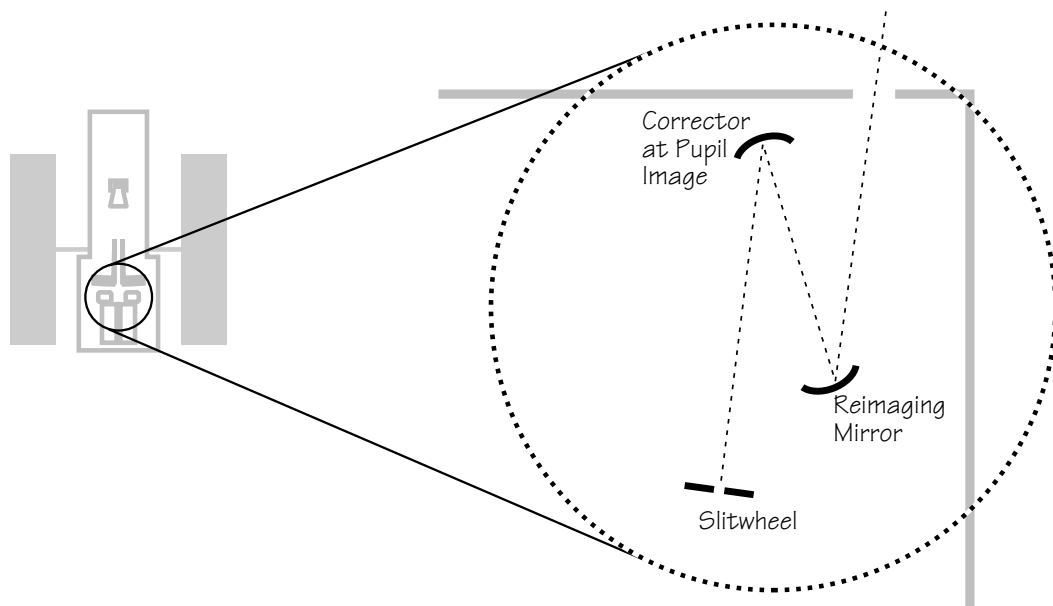 Corrector
at Pupil
Image
Reimaging
Mirror
Slitwheel